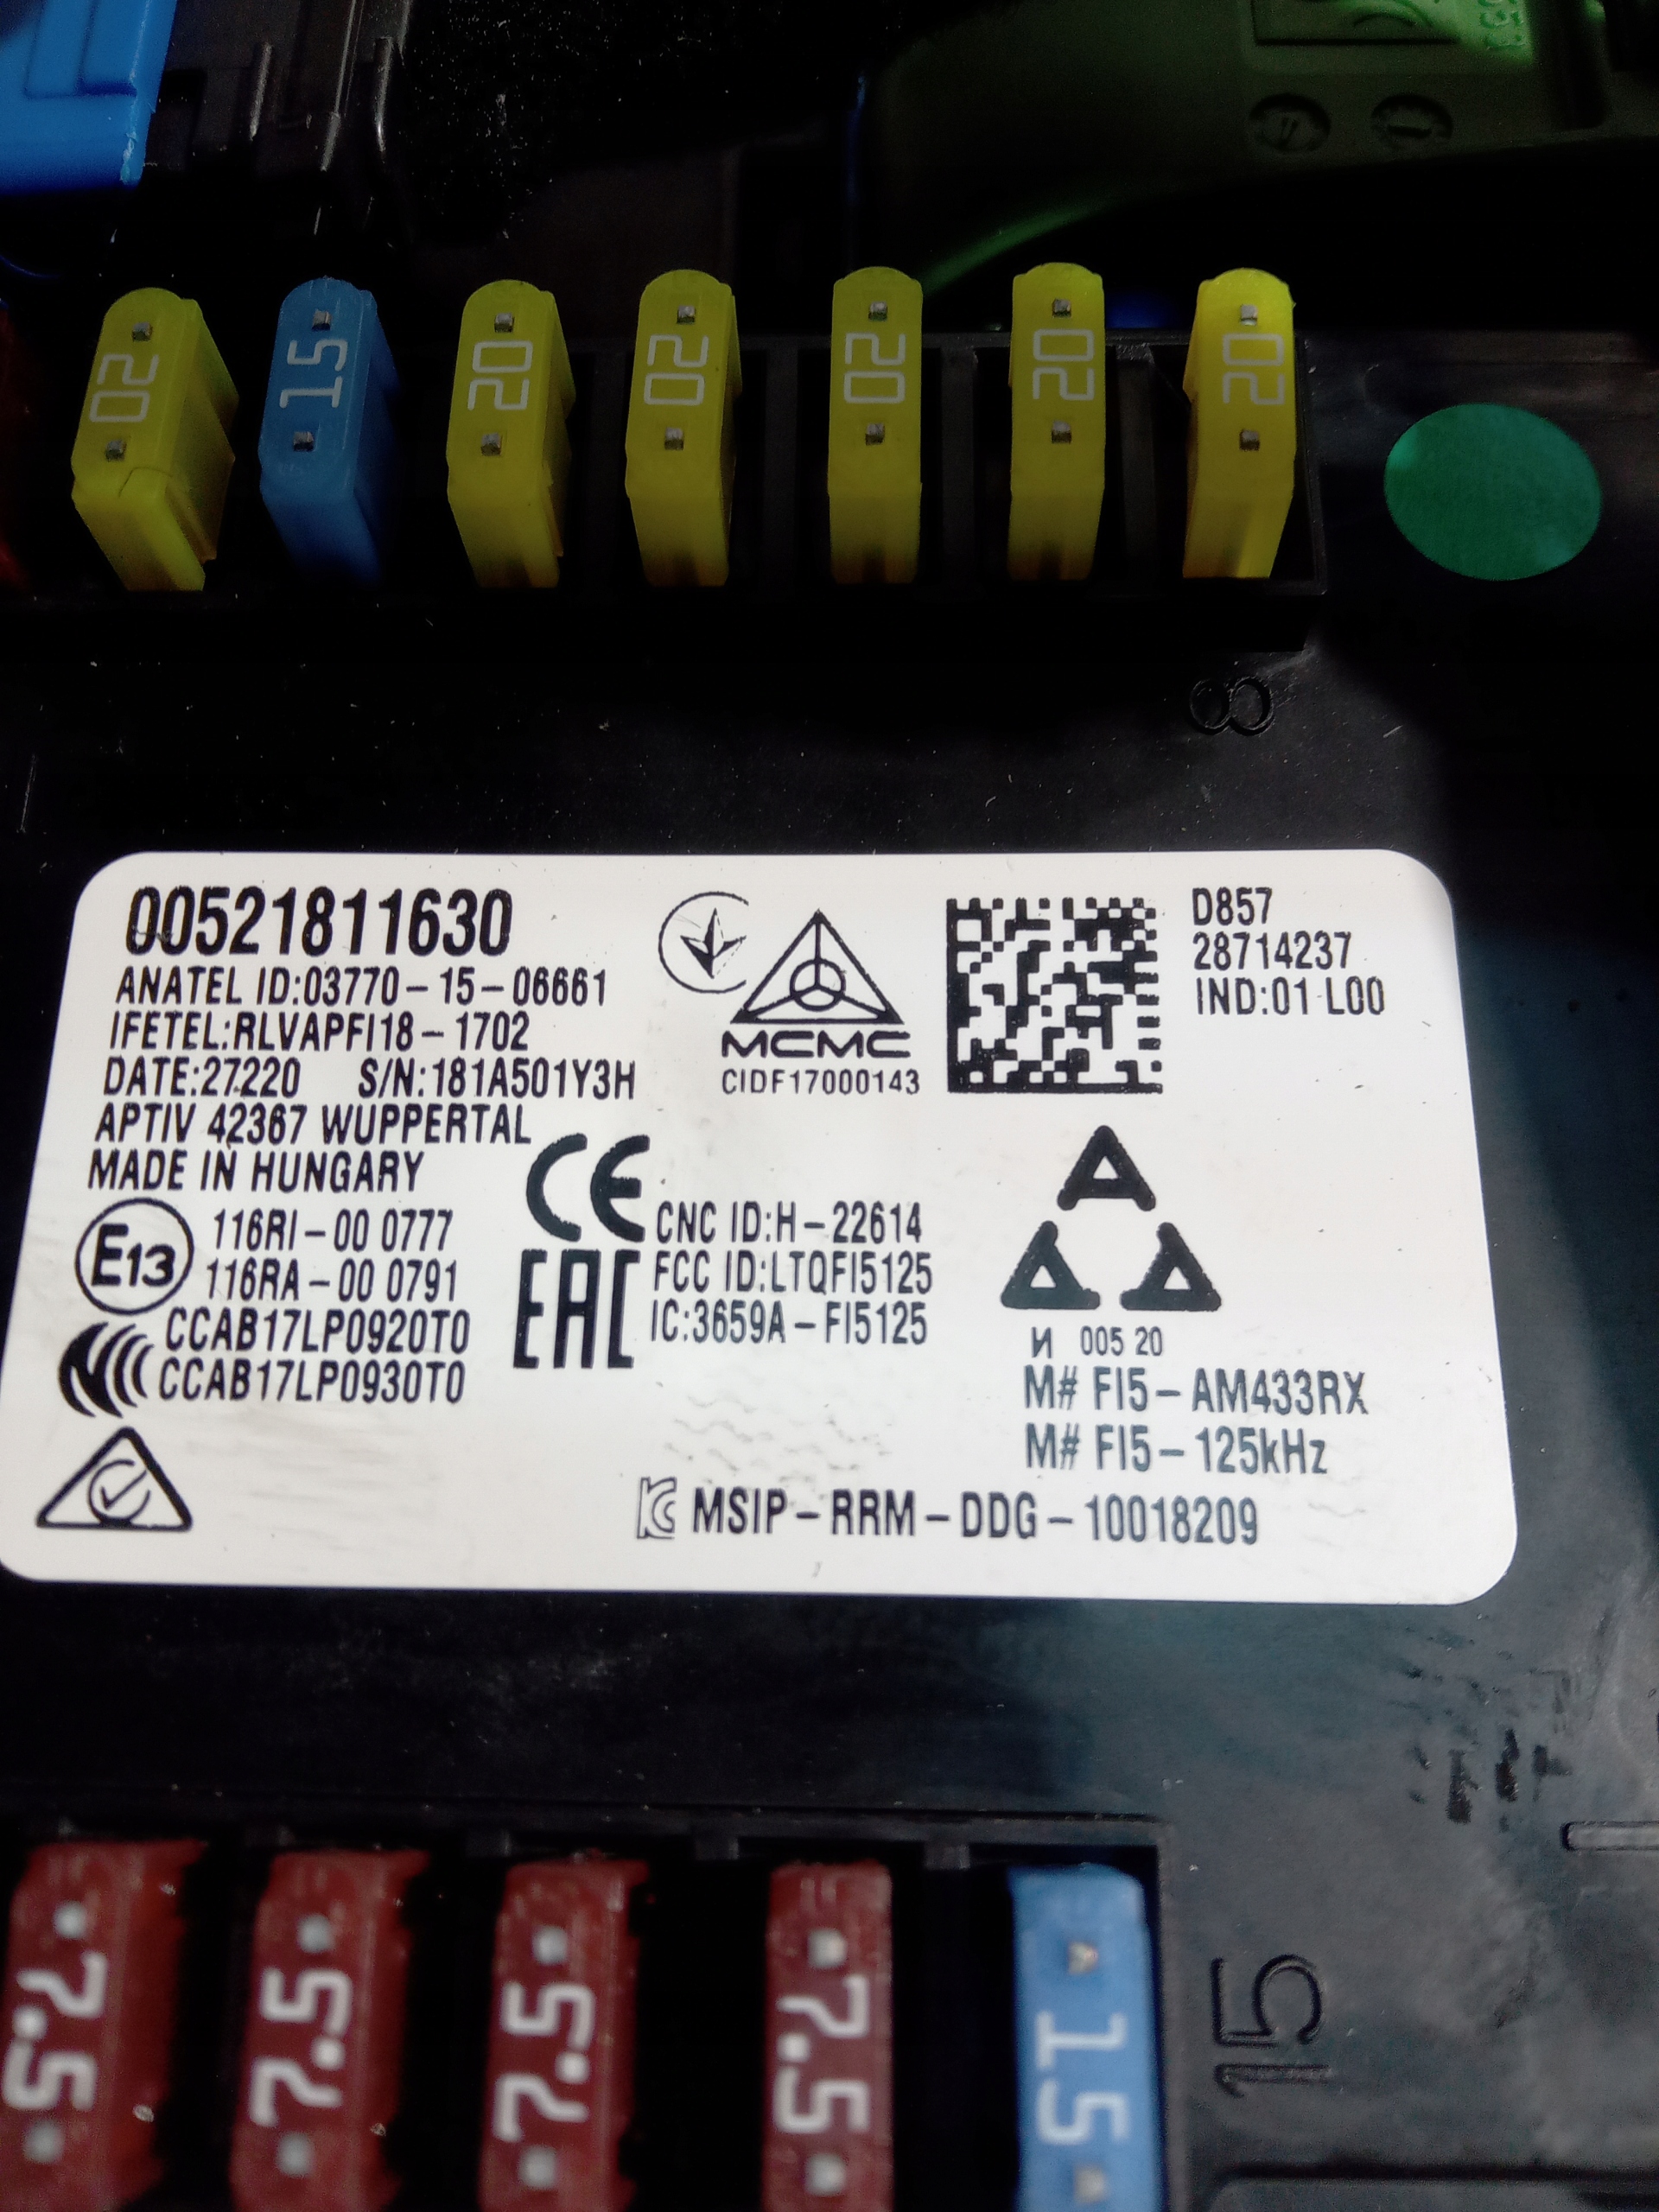 20
15
20
20
20
20
20
8
00521811630
ANATEL ID:03770-15-06661
IFETEL:RLVAPFI18-1702
DATE:27220 S/N:181A501Y3H
APTIV 42367 WUPPERTAL
MADE IN HUNGARY
MCMC
CIDF17000143
D857
28714237
IND:01 L00
E13
116RI-00 0777
116RA-00 0791
CCAB17LP0920T0
CCAB17LP0930T0
CE
EAC
CNC ID:H-22614
FCC ID:LTQFI5125
IC:3659A-FI5125
И 005 20
M# FI5-AM433RX
M# FI5-125kHz
KC MSIP-RRM-DDG-10018209
7.5
7.5
7.5
7.5
15
15